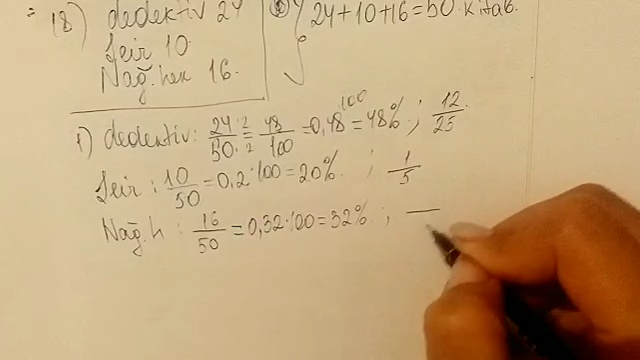 18) dedektiv 24
Şeir 10
Nağ.hek 16.
24+10+16=50 kitab.
1) dedektiv: 24·2/50·2 = 48/100 = 0,48·100 = 48% ; 12/25
Şeir : 10/50 = 0,2·100 = 20% ; 1/5
Nağ.h : 16/50 = 0,32·100 = 32% ;